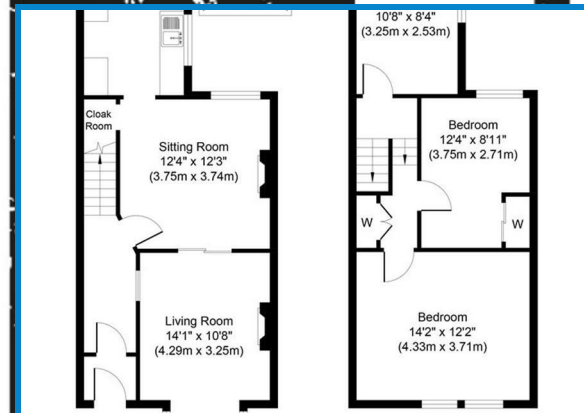 Cloak
Room
Sitting Room
12'4" x 12'3"
(3.75m x 3.74m)
Living Room
14'1" x 10'8"
(4.29m x 3.25m)
10'8" x 8'4"
(3.25m x 2.53m)
Bedroom
12'4" x 8'11"
(3.75m x 2.71m)
W
W
Bedroom
14'2" x 12'2"
(4.33m x 3.71m)